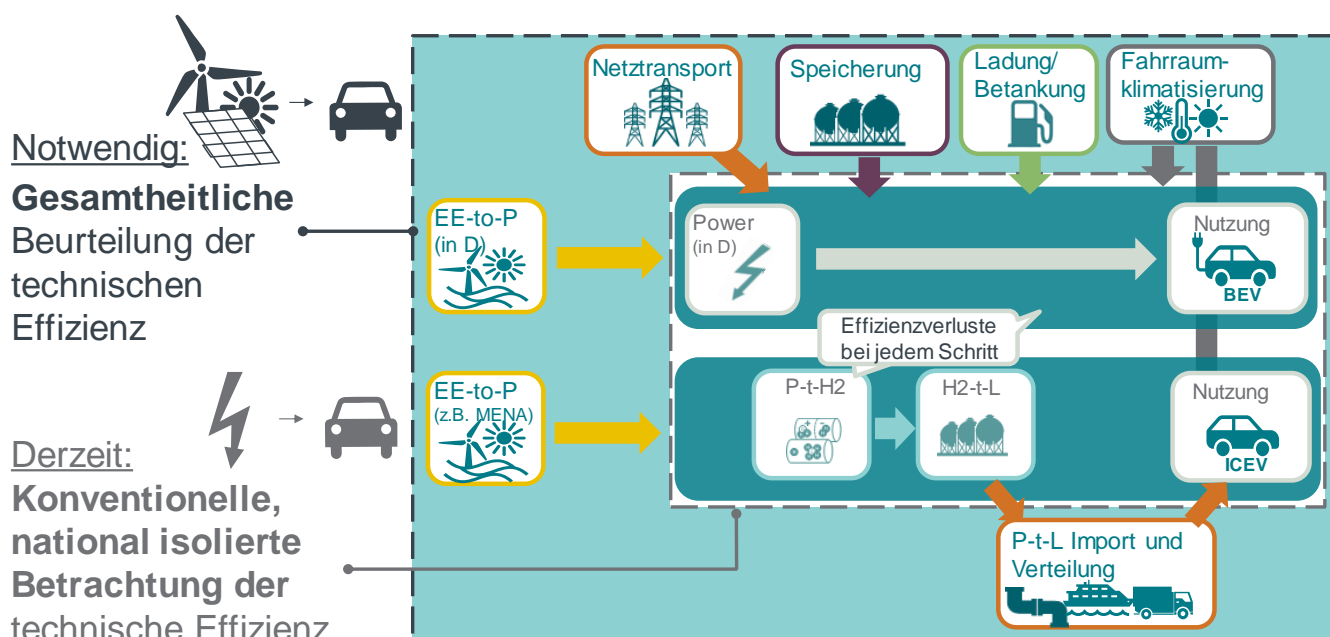 Notwendig:
Gesamtheitliche
Beurteilung der
technischen
Effizienz
Derzeit:
Konventionelle,
national isolierte
Betrachtung der
technische Effizienz
Netztransport
Speicherung
Ladung/
Betankung
Fahrraum-
klimatisierung
EE-to-P
(in D)
Power
(in D)
Nutzung
BEV
Effizienzverluste
bei jedem Schritt
EE-to-P
(z.B. MENA)
P-t-H2
H2-t-L
Nutzung
ICEV
P-t-L Import und
Verteilung